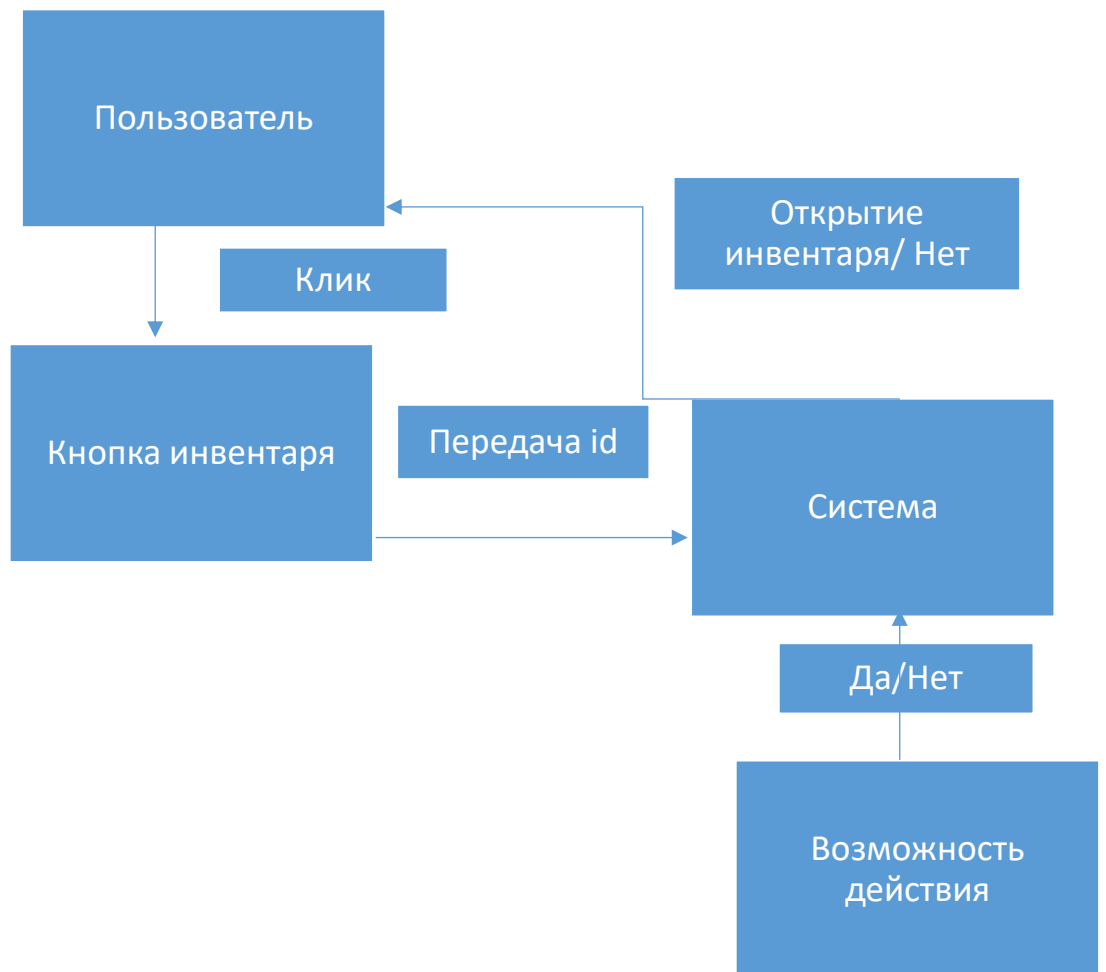 Пользователь
Открытие
инвентаря/ Нет
Клик
Кнопка инвентаря
Передача id
Система
Да/Нет
Возможность
действия